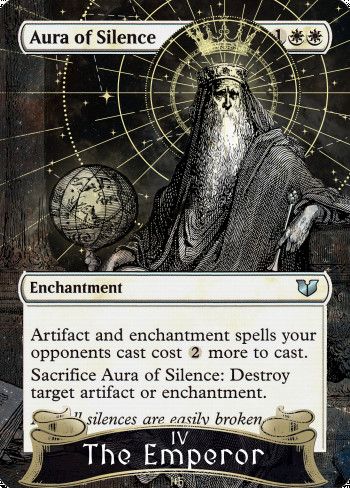 Aura of Silence 1
Enchantment
Artifact and enchantment spells your
opponents cast cost 2 more to cast.
Sacrifice Aura of Silence: Destroy
target artifact or enchantment.
silences are easily broken.
IV
The Emperor